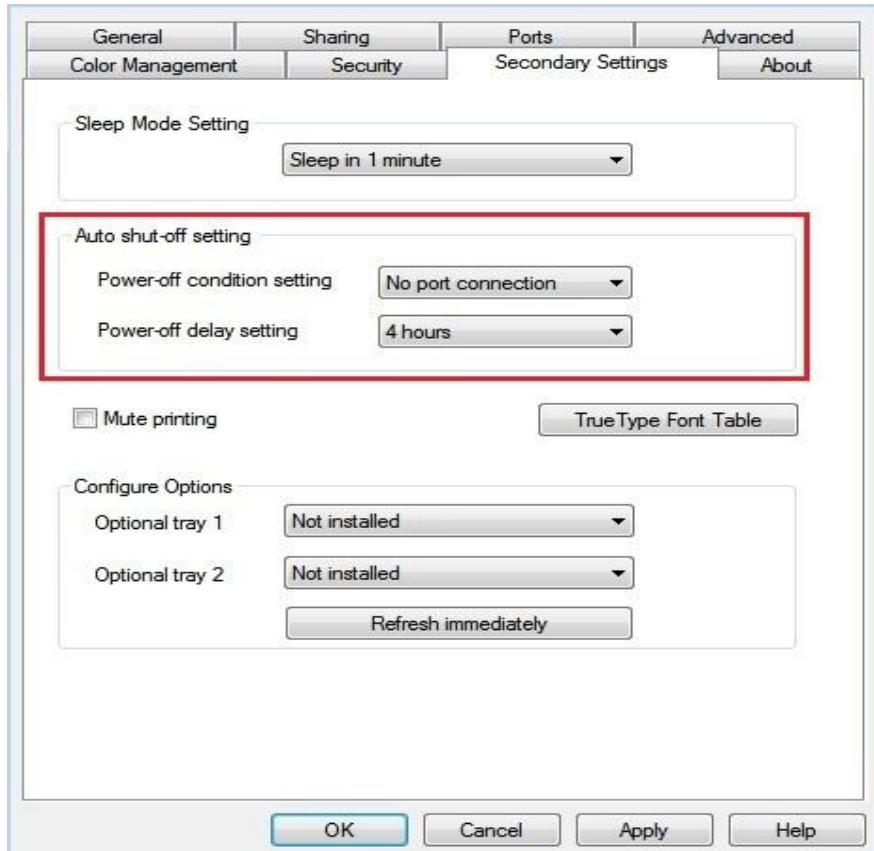 General Sharing Ports Advanced
Color Management Security Secondary Settings About
Sleep Mode Setting
Sleep in 1 minute
Auto shut-off setting
Power-off condition setting No port connection
Power-off delay setting 4 hours
Mute printing TrueType Font Table
Configure Options
Optional tray 1 Not installed
Optional tray 2 Not installed
Refresh immediately
OK Cancel Apply Help